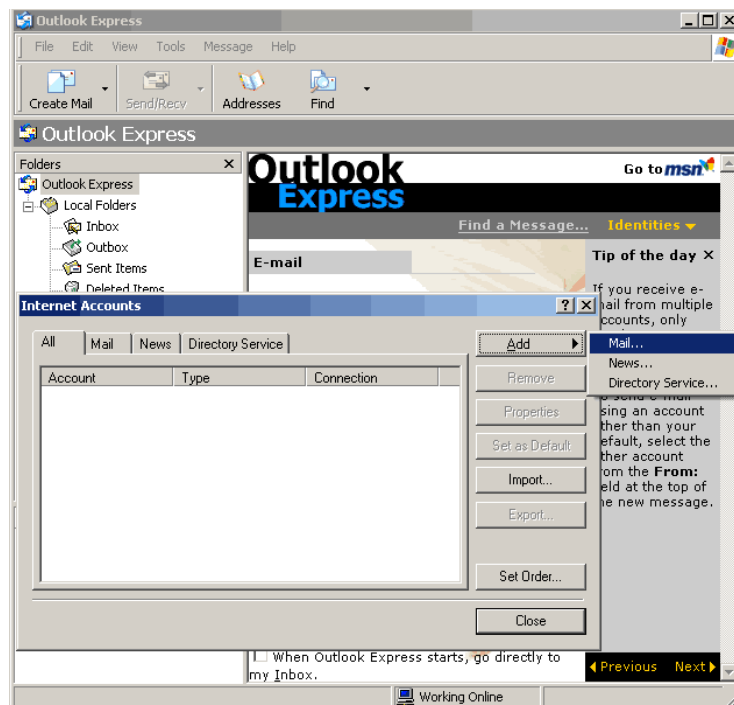 Outlook Express
File Edit View Tools Message Help
Create Mail Send/Recv Addresses Find
Outlook Express
Folders
Outlook Express
Local Folders
Inbox
Outbox
Sent Items
Deleted Items
Outlook
Express
Go to msn
Find a Message... Identities
E-mail
Tip of the day
If you receive e-
mail from multiple
ccounts, only
Internet Accounts
All Mail News Directory Service
Account Type Connection
Add
Remove
Properties
Set as Default
Import...
Export...
Set Order...
Close
Mail...
News...
Directory Service...
to send e-mail
sing an account
ther than your
efault, select the
ther account
rom the From:
eld at the top of
he new message.
When Outlook Express starts, go directly to
my Inbox.
Previous Next
Working Online